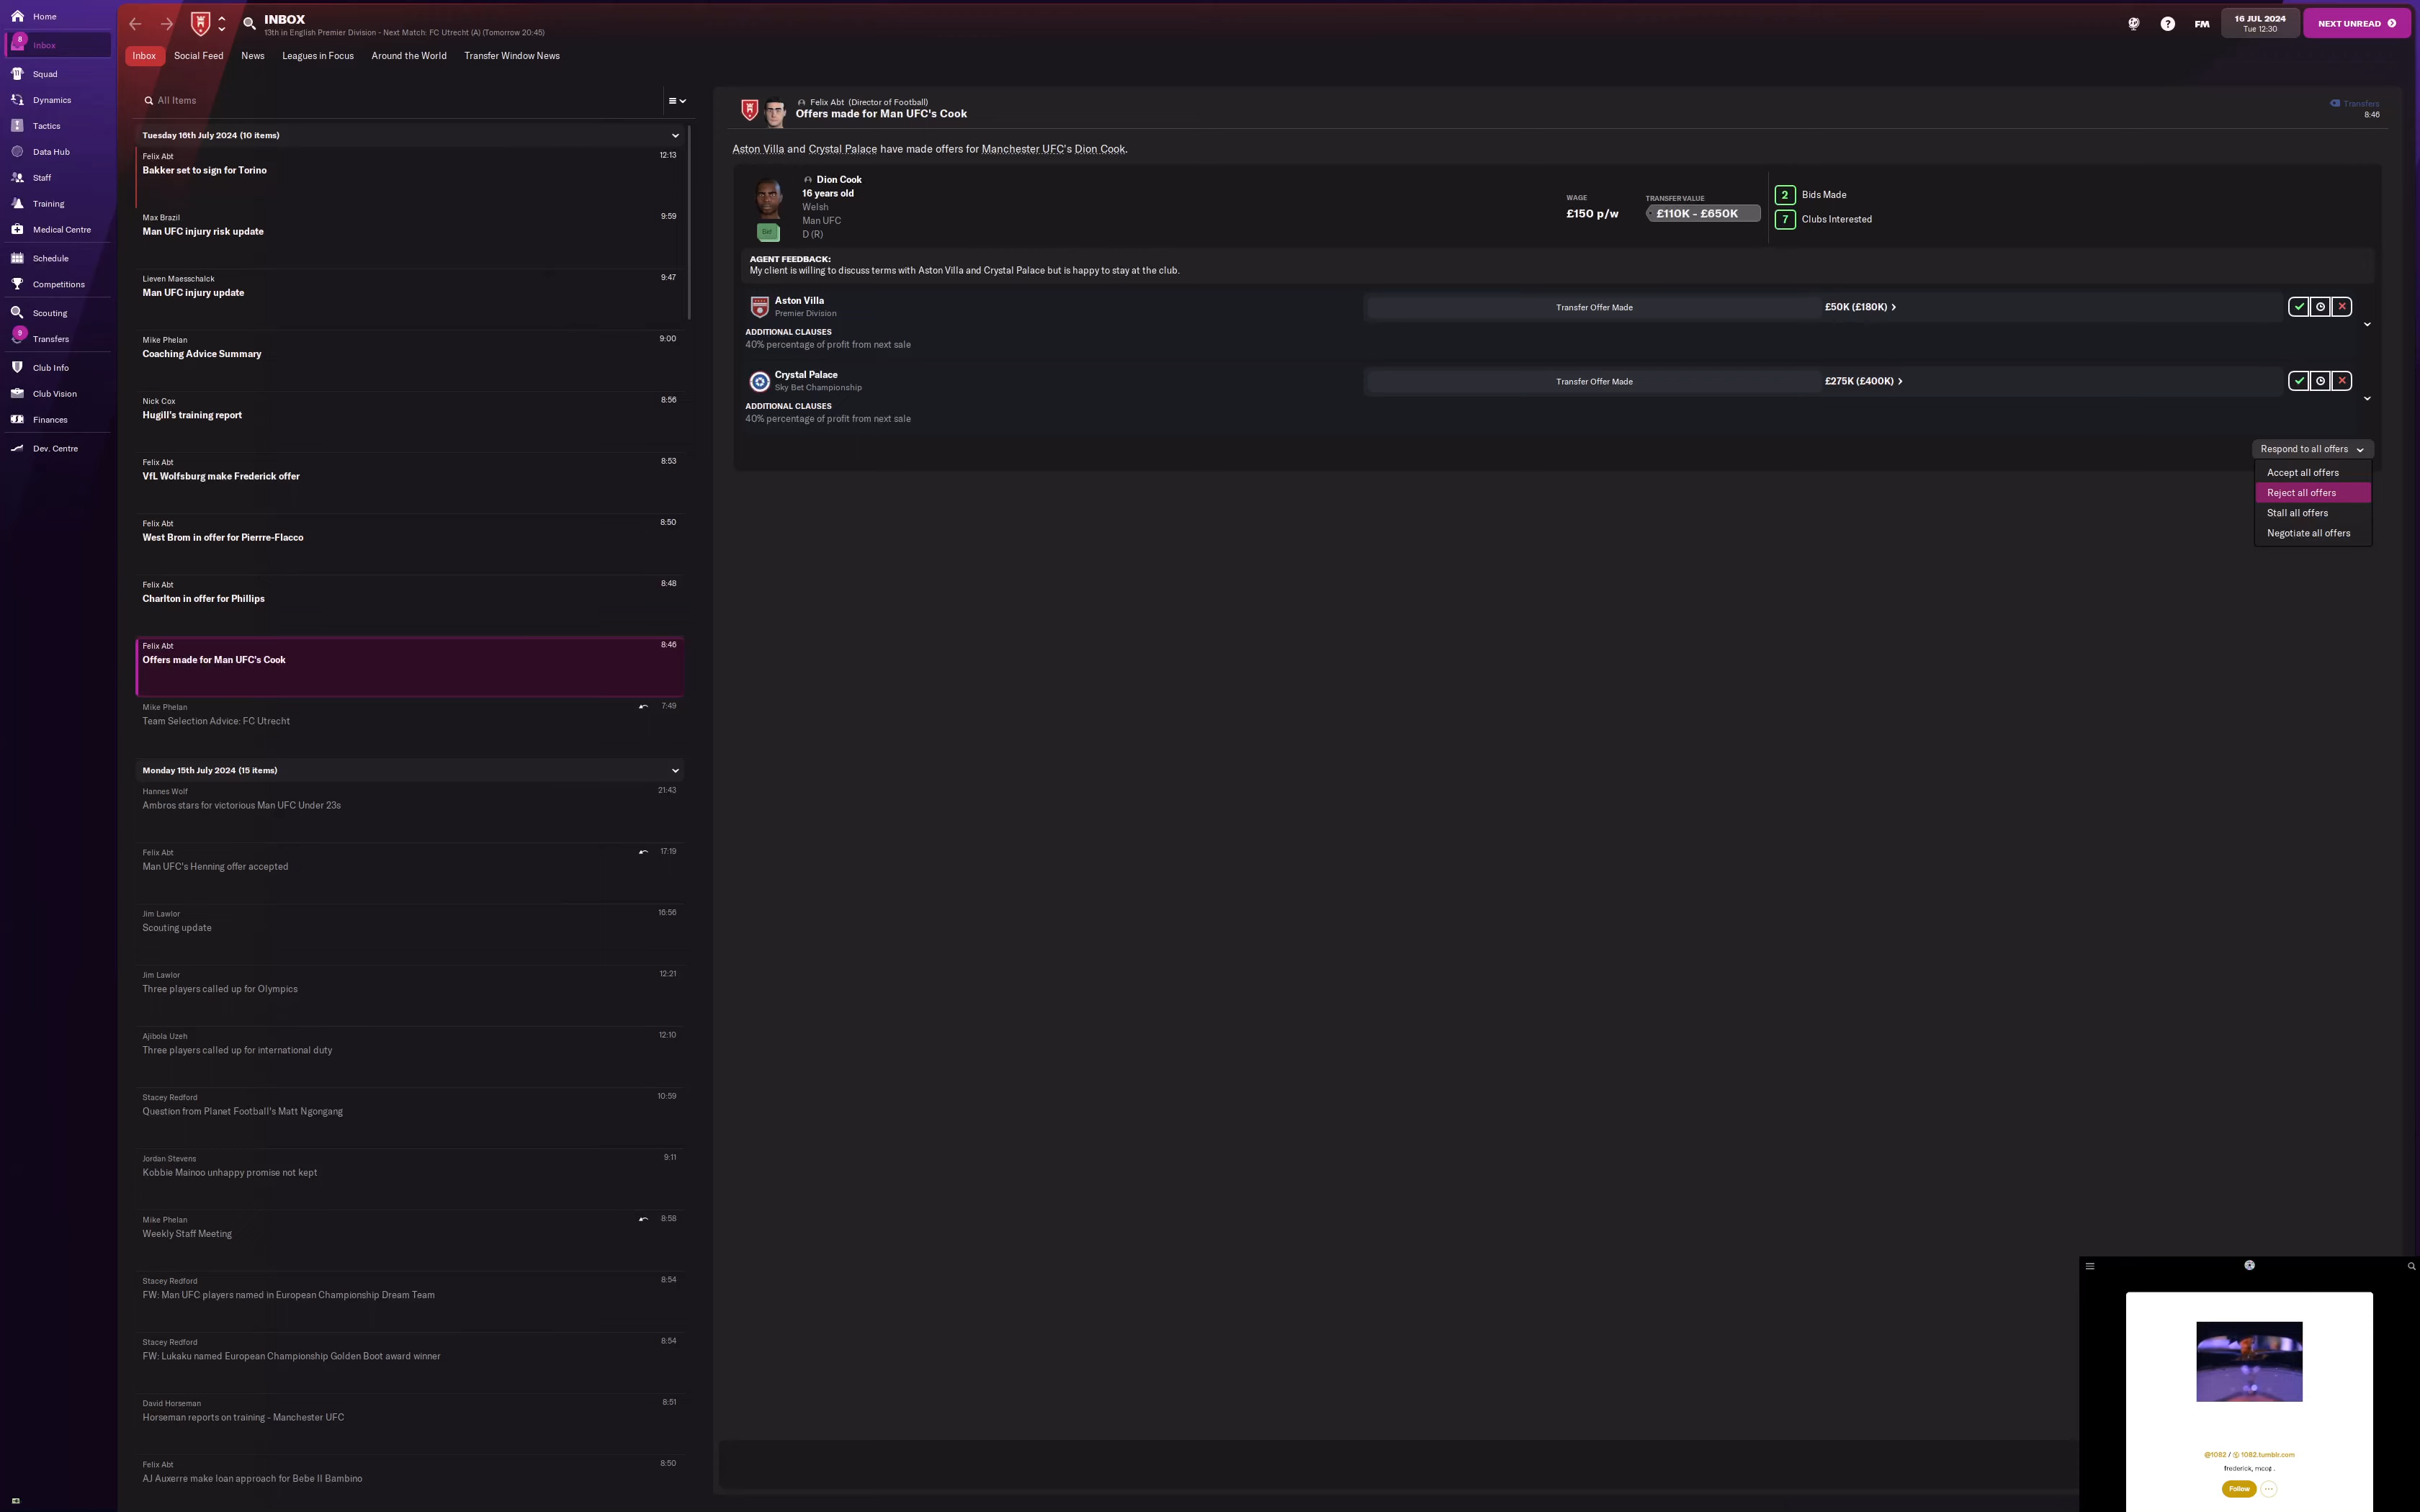 Home
8
Inbox
Squad
Dynamics
Tactics
Data Hub
Staff
Training
Medical Centre
Schedule
Competitions
Scouting
9
Transfers
Club Info
Club Vision
Finances
Dev. Centre
INBOX
13th in English Premier Division - Next Match: FC Utrecht (A) (Tomorrow 20:45)
FM
16 JUL 2024
Tue 12:30
NEXT UNREAD
Inbox Social Feed News Leagues in Focus Around the World Transfer Window News
All Items
Tuesday 16th July 2024 (10 items)
Felix Abt 12:13
Bakker set to sign for Torino
Max Brazil 9:59
Man UFC injury risk update
Lieven Maesschalck 9:47
Man UFC injury update
Mike Phelan 9:00
Coaching Advice Summary
Nick Cox 8:56
Hugill's training report
Felix Abt 8:53
VfL Wolfsburg make Frederick offer
Felix Abt 8:50
West Brom in offer for Pierrre-Flacco
Felix Abt 8:48
Charlton in offer for Phillips
Felix Abt 8:46
Offers made for Man UFC's Cook
Mike Phelan 7:49
Team Selection Advice: FC Utrecht
Monday 15th July 2024 (15 items)
Hannes Wolf 21:43
Ambros stars for victorious Man UFC Under 23s
Felix Abt 17:19
Man UFC's Henning offer accepted
Jim Lawlor 16:56
Scouting update
Jim Lawlor 12:21
Three players called up for Olympics
Ajibola Uzeh 12:10
Three players called up for international duty
Stacey Redford 10:59
Question from Planet Football's Matt Ngongang
Jordan Stevens 9:11
Kobbie Mainoo unhappy promise not kept
Mike Phelan 8:58
Weekly Staff Meeting
Stacey Redford 8:54
FW: Man UFC players named in European Championship Dream Team
Stacey Redford 8:54
FW: Lukaku named European Championship Golden Boot award winner
David Horseman 8:51
Horseman reports on training - Manchester UFC
Felix Abt 8:50
AJ Auxerre make loan approach for Bebe II Bambino
Felix Abt (Director of Football)
Offers made for Man UFC's Cook
Transfers
8:46
Aston Villa and Crystal Palace have made offers for Manchester UFC's Dion Cook.
Dion Cook
16 years old
Welsh
Man UFC
D (R)
WAGE
£150 p/w
TRANSFER VALUE
£110K - £650K
2 Bids Made
7 Clubs Interested
AGENT FEEDBACK:
My client is willing to discuss terms with Aston Villa and Crystal Palace but is happy to stay at the club.
Aston Villa
Premier Division
Transfer Offer Made
£50K (£180K)
ADDITIONAL CLAUSES
40% percentage of profit from next sale
Crystal Palace
Sky Bet Championship
Transfer Offer Made
£275K (£400K)
ADDITIONAL CLAUSES
40% percentage of profit from next sale
Respond to all offers
Accept all offers
Reject all offers
Stall all offers
Negotiate all offers
@1082 / 1082.tumblr.com
Follow